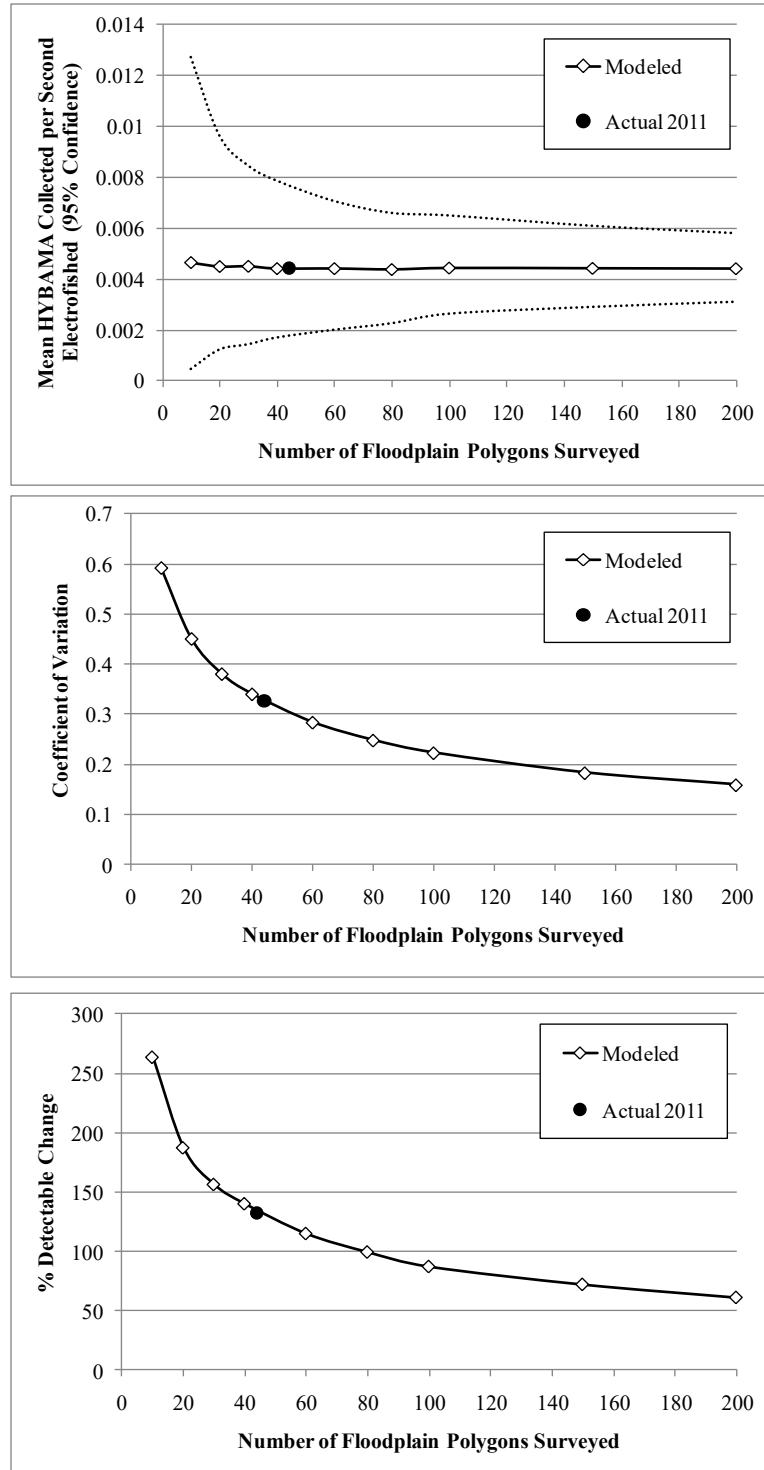 Mean HYBAMA Collected per Second
Electrofished (95% Confidence)
0.014
0.012
0.01
0.008
0.006
0.004
0.002
0
Modeled
Actual 2011
0 20 40 60 80 100 120 140 160 180 200
Number of Floodplain Polygons Surveyed
Coefficient of Variation
0.7
0.6
0.5
0.4
0.3
0.2
0.1
0
Modeled
Actual 2011
0 20 40 60 80 100 120 140 160 180 200
Number of Floodplain Polygons Surveyed
% Detectable Change
300
250
200
150
100
50
0
Modeled
Actual 2011
0 20 40 60 80 100 120 140 160 180 200
Number of Floodplain Polygons Surveyed